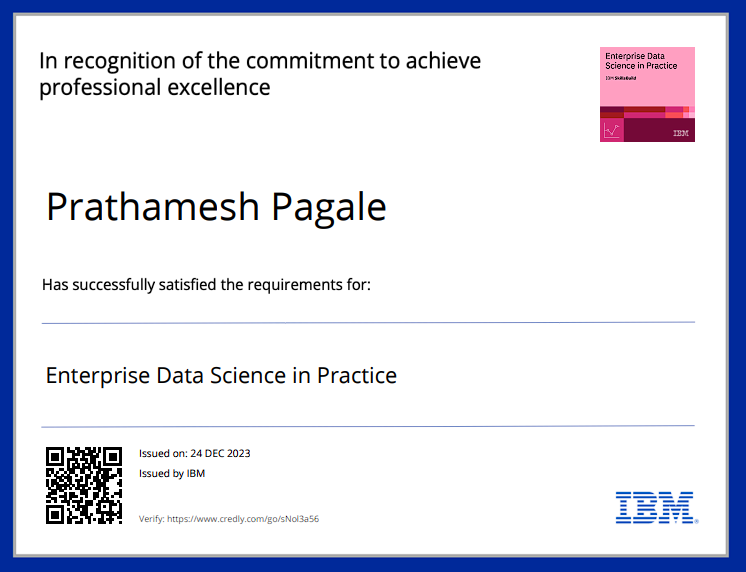 In recognition of the commitment to achieve
professional excellence
Enterprise Data
Science in Practice
IBM SkillsBuild
IBM
Prathamesh Pagale
Has successfully satisfied the requirements for:
Enterprise Data Science in Practice
Issued on: 24 DEC 2023
Issued by IBM
Verify: https://www.credly.com/go/sNoI3a56
IBM®